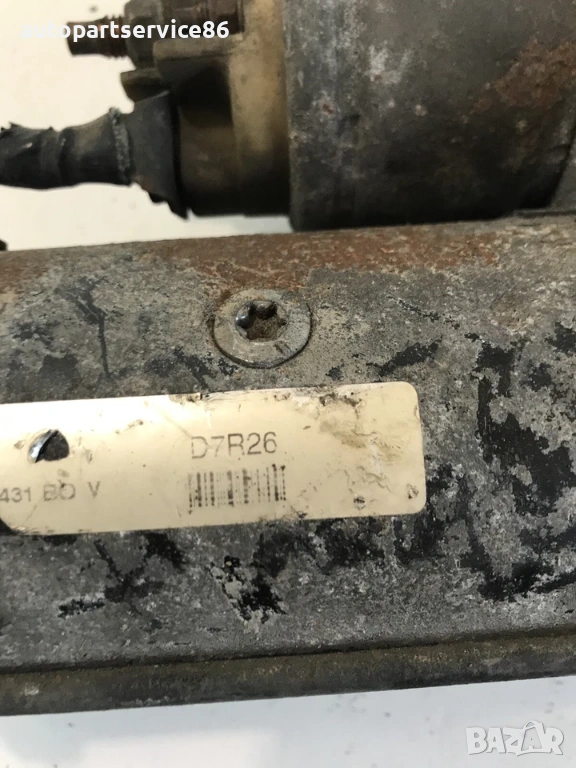 autopartservice86
D7R26
431 BO V
BAZAR